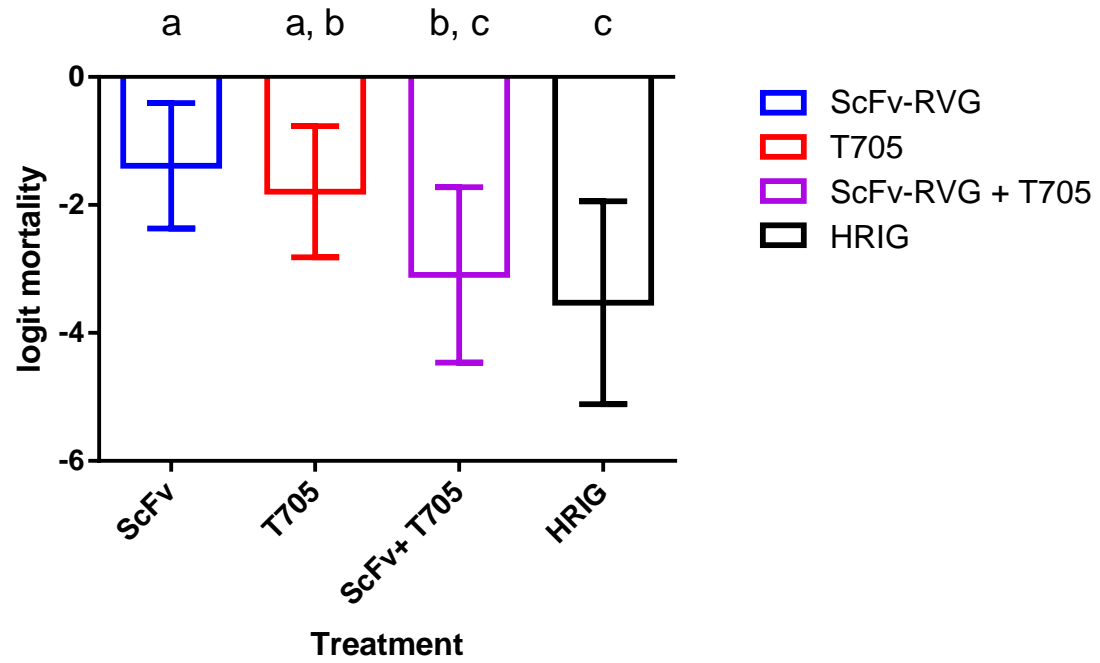 a a, b b, c c
0
-2
-4
-6
logit mortality
ScFv
T705
ScFv+ T705
HRIG
Treatment
ScFv-RVG
T705
ScFv-RVG + T705
HRIG